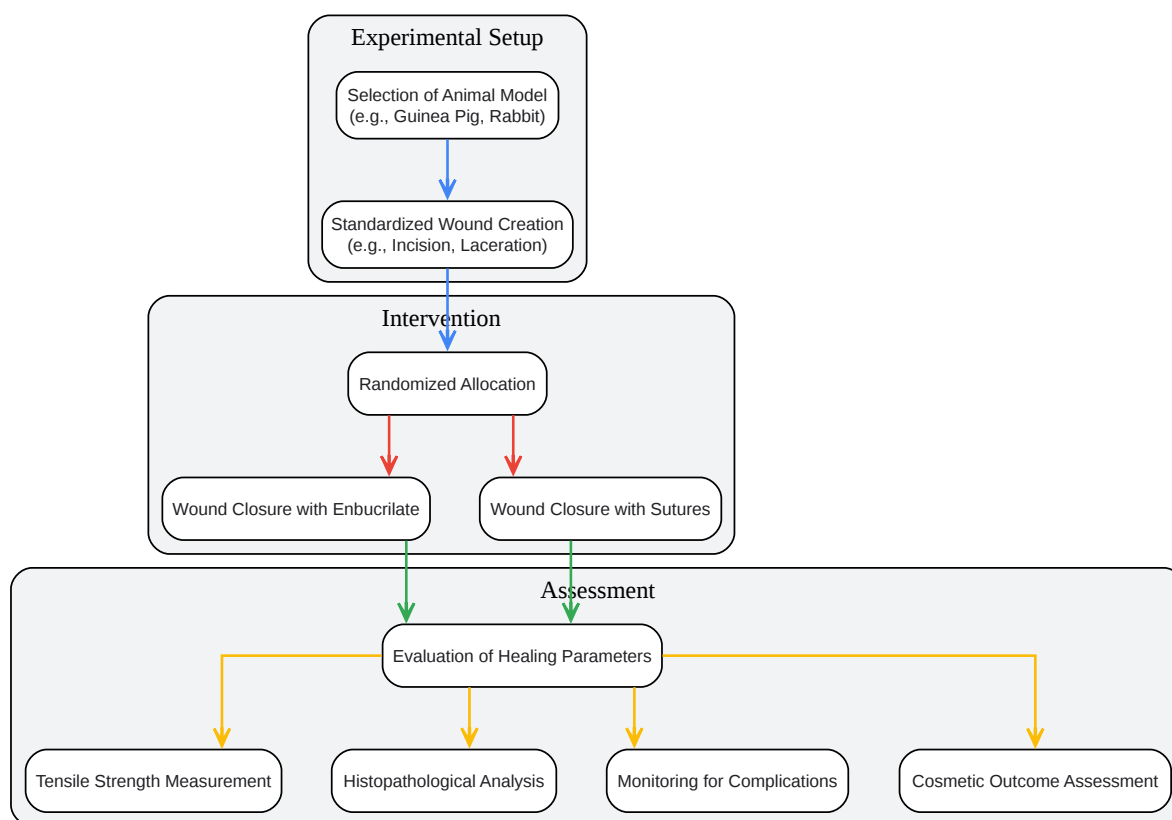 Experimental Setup
Selection of Animal Model
(e.g., Guinea Pig, Rabbit)
Standardized Wound Creation
(e.g., Incision, Laceration)
Intervention
Randomized Allocation
Wound Closure with Enbucrilate
Wound Closure with Sutures
Assessment
Evaluation of Healing Parameters
Tensile Strength Measurement
Histopathological Analysis
Monitoring for Complications
Cosmetic Outcome Assessment